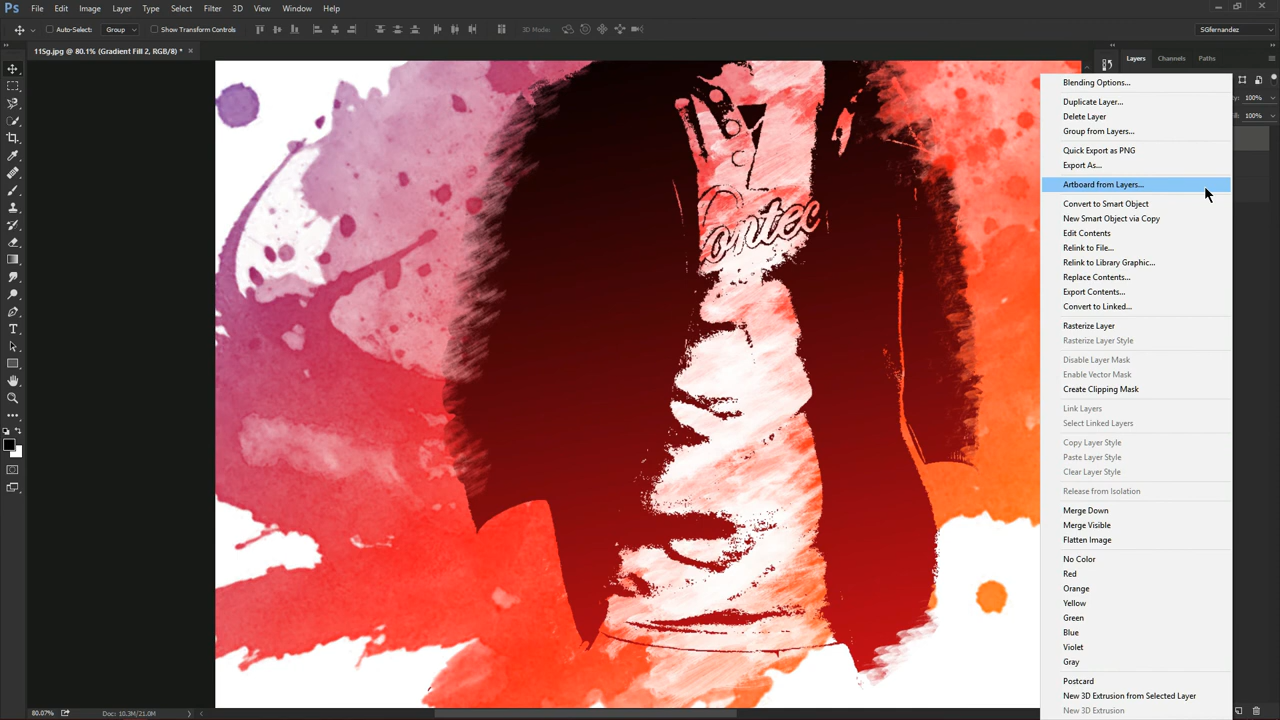 Ps File Edit Image Layer Type Select Filter 3D View Window Help
Auto-Select: Group Show Transform Controls 3D Mode: SGfernandez
11Sg.jpg @ 80.1% (Gradient Fill 2, RGB/8) * × Layers Channels Paths
Blending Options...
100%
Duplicate Layer...
Delete Layer
100%
Group from Layers...
Quick Export as PNG
Export As...
Artboard from Layers...
Convert to Smart Object
New Smart Object via Copy
ontec
Edit Contents
Relink to File...
Relink to Library Graphic...
Replace Contents...
Export Contents...
Convert to Linked...
Rasterize Layer
Rasterize Layer Style
Disable Layer Mask
Enable Vector Mask
Create Clipping Mask
Link Layers
Select Linked Layers
Copy Layer Style
Paste Layer Style
Clear Layer Style
Release from Isolation
Merge Down
Merge Visible
Flatten Image
No Color
Red
Orange
Yellow
Green
Blue
Violet
Gray
Postcard
New 3D Extrusion from Selected Layer
New 3D Extrusion
80.07% Doc: 10.3M/21.0M